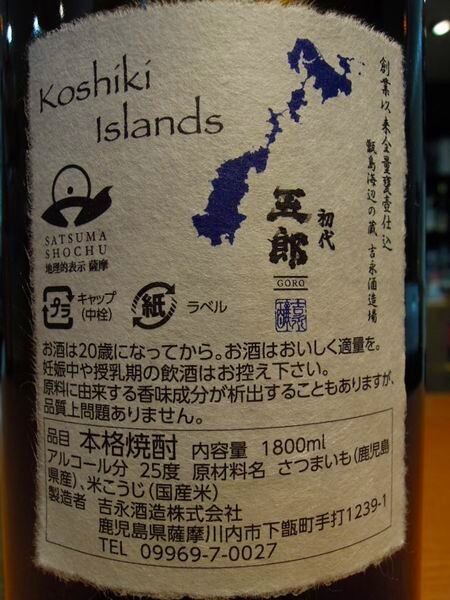 Koshiki
Islands
創業以来全量甕壺仕込
甑島海辺の蔵 吉永酒造場
初代
五郎
GORO
SATSUMA
SHOCHU
地理的表示 薩摩
プラ
キャップ
(中栓)
紙
ラベル
お酒は20歳になってから。お酒はおいしく適量を。
妊娠中や授乳期の飲酒はお控え下さい。
原料に由来する香味成分が析出することもありますが、
品質上問題ありません。
品目 本格焼酎 内容量 1800ml
アルコール分 25度 原材料名 さつまいも(鹿児島
県産)、米こうじ(国産米)
製造者 吉永酒造株式会社
鹿児島県薩摩川内市下甑町手打1239-1
TEL 09969-7-0027